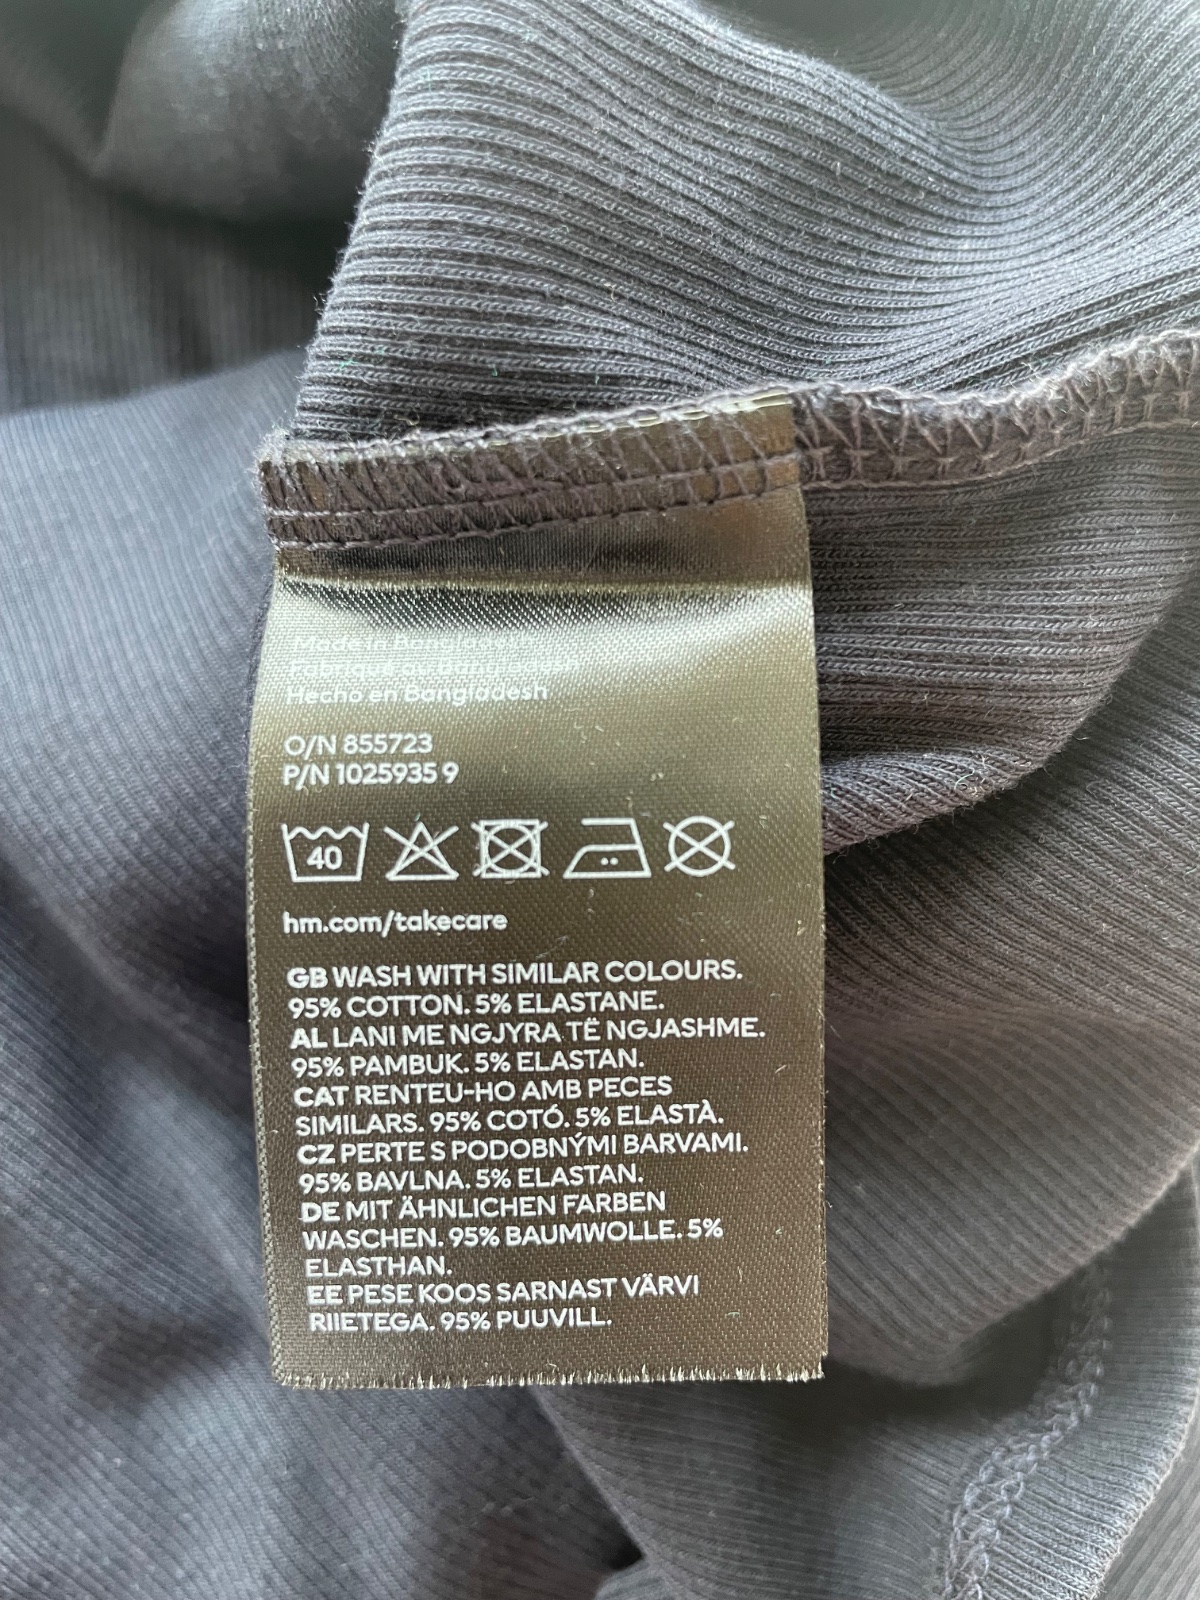 Made in Bangladesh
Fabriqué au Bangladesh
Hecho en Bangladesh
O/N 855723
P/N 1025935 9
40
hm.com/takecare
GB WASH WITH SIMILAR COLOURS.
95% COTTON. 5% ELASTANE.
AL LANI ME NGJYRA TË NGJASHME.
95% PAMBUK. 5% ELASTAN.
CAT RENTEU-HO AMB PECES
SIMILARS. 95% COTÓ. 5% ELASTÀ.
CZ PERTE S PODOBNÝMI BARVAMI.
95% BAVLNA. 5% ELASTAN.
DE MIT ÄHNLICHEN FARBEN
WASCHEN. 95% BAUMWOLLE. 5%
ELASTHAN.
EE PESE KOOS SARNAST VÄRVI
RIIETEGA. 95% PUUVILL.